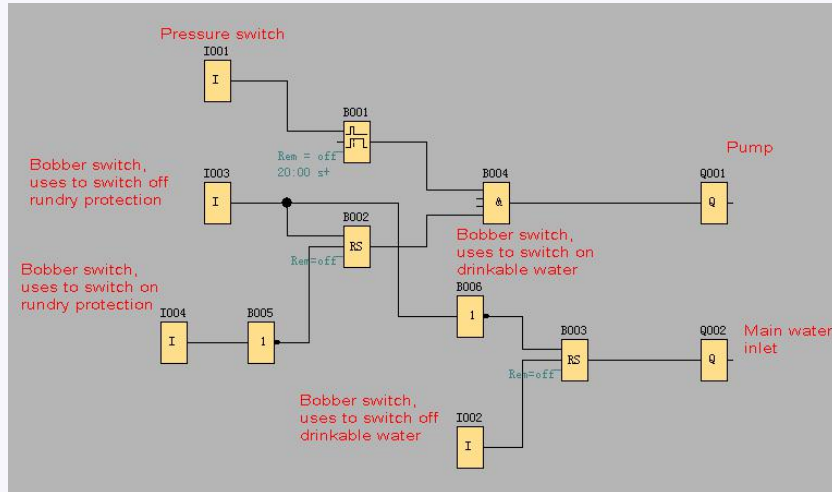 Pressure switch
I001
I
B001
Rem = off
20:00 s+
Bobber switch,
uses to switch off
rundry protection
I003
I
B002
RS
Rem=off
B004
&
Pump
Q001
Q
Bobber switch,
uses to switch on
drinkable water
Bobber switch,
uses to switch on
rundry protection
I004
I
B005
1
B006
1
B003
RS
Rem=off
Q002
Q
Main water
inlet
Bobber switch,
uses to switch off
drinkable water
I002
I